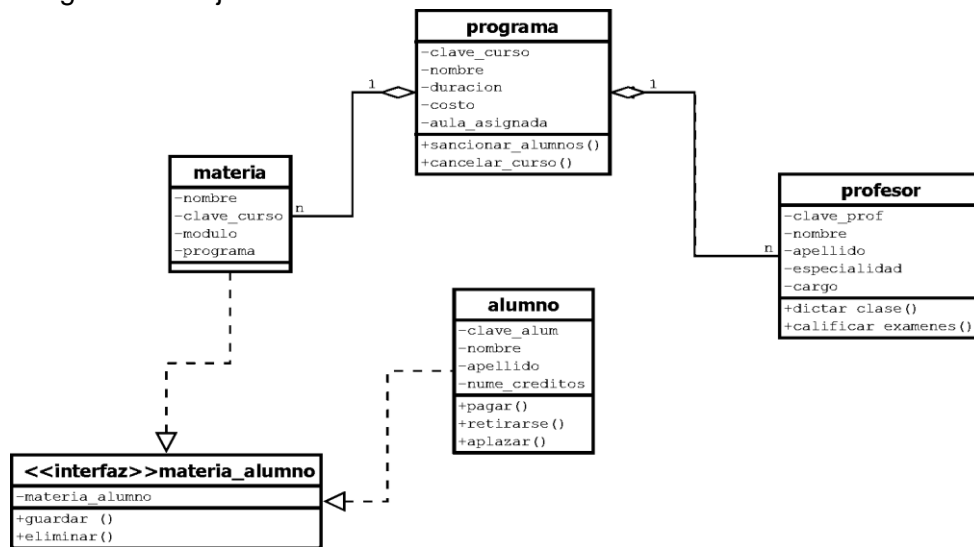 programa
-clave_curso
-nombre
-duracion
-costo
-aula_asignada
+sancionar_alumnos()
+cancelar_curso()
1
1
materia
-nombre
-clave_curso
-modulo
-programa
n
profesor
-clave_prof
-nombre
-apellido
-especialidad
-cargo
+dictar clase()
+calificar examenes()
n
alumno
-clave_alum
-nombre
-apellido
-nume_creditos
+pagar()
+retirarse()
+aplazar()
<<interfaz>>materia_alumno
-materia_alumno
+guardar ()
+eliminar()